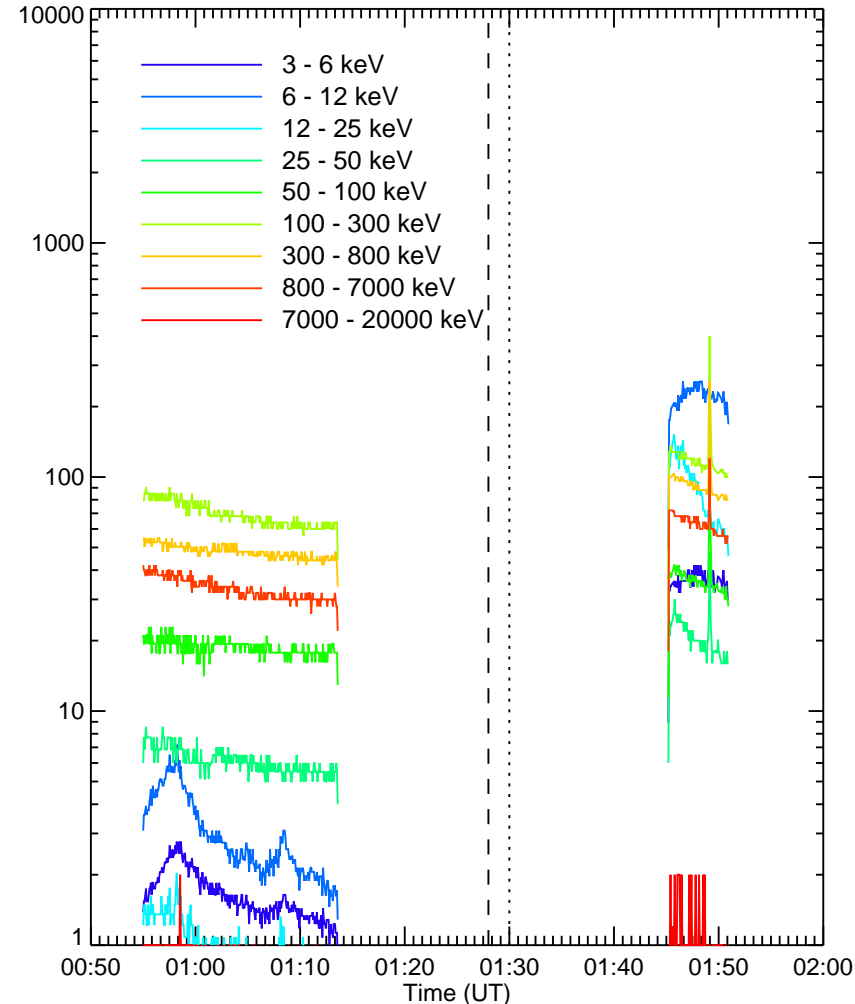 10000
3 - 6 keV
6 - 12 keV
12 - 25 keV
25 - 50 keV
50 - 100 keV
100 - 300 keV
1000
300 - 800 keV
800 - 7000 keV
7000 - 20000 keV
100
10
1
00:50 01:00 01:10 01:20 01:30 01:40 01:50 02:00
Time (UT)